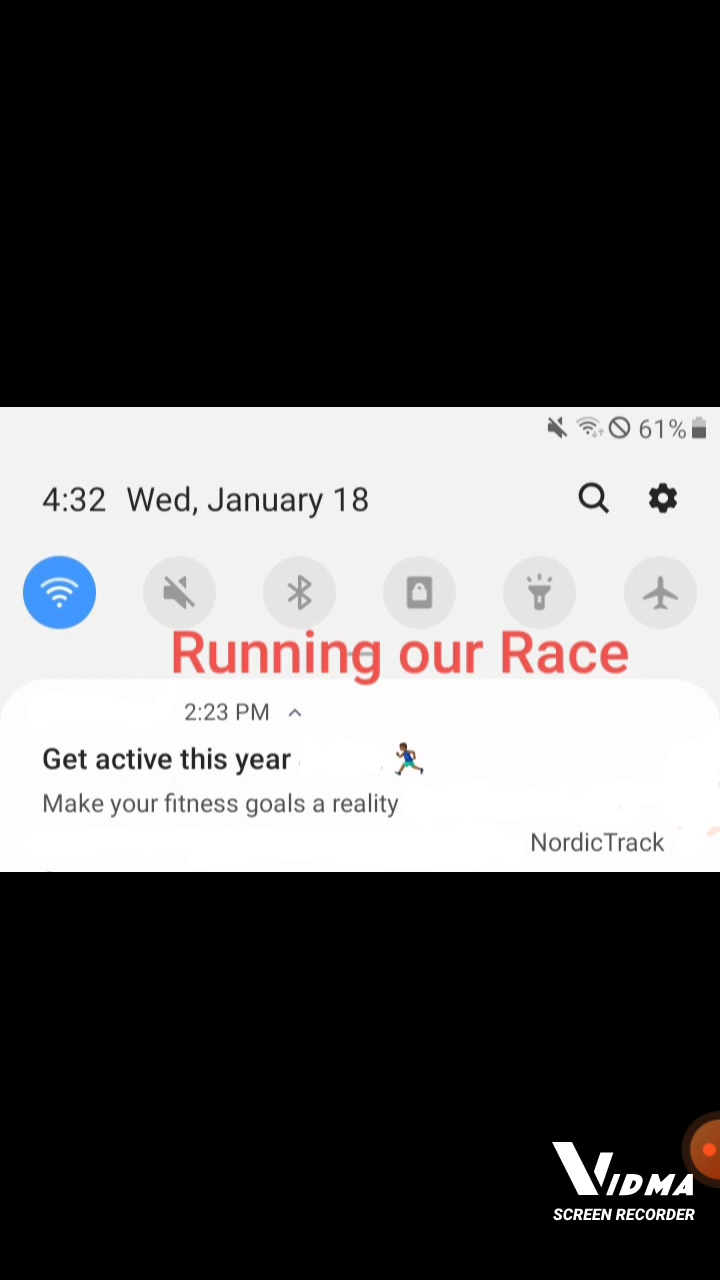 61%
4:32 Wed, January 18
Running our Race
2:23 PM
Get active this year
Make your fitness goals a reality
NordicTrack
VIDMA
SCREEN RECORDER